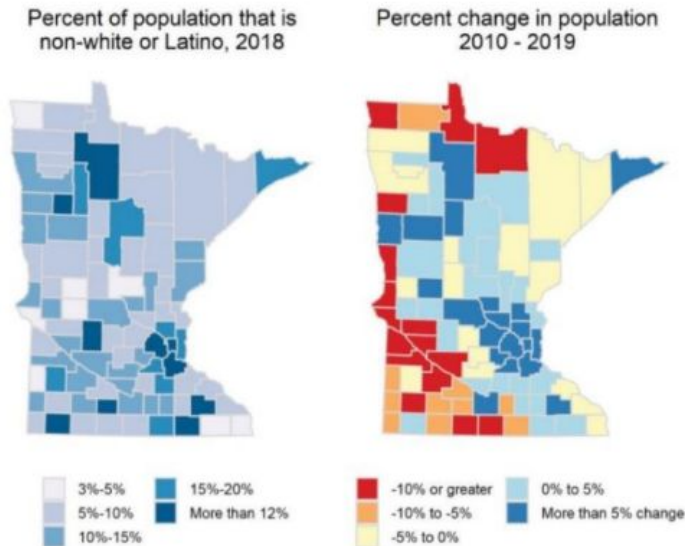 Percent of population that is
non-white or Latino, 2018
Percent change in population
2010 - 2019
3%-5%
5%-10%
10%-15%
15%-20%
More than 12%
-10% or greater
-10% to -5%
-5% to 0%
0% to 5%
More than 5% change